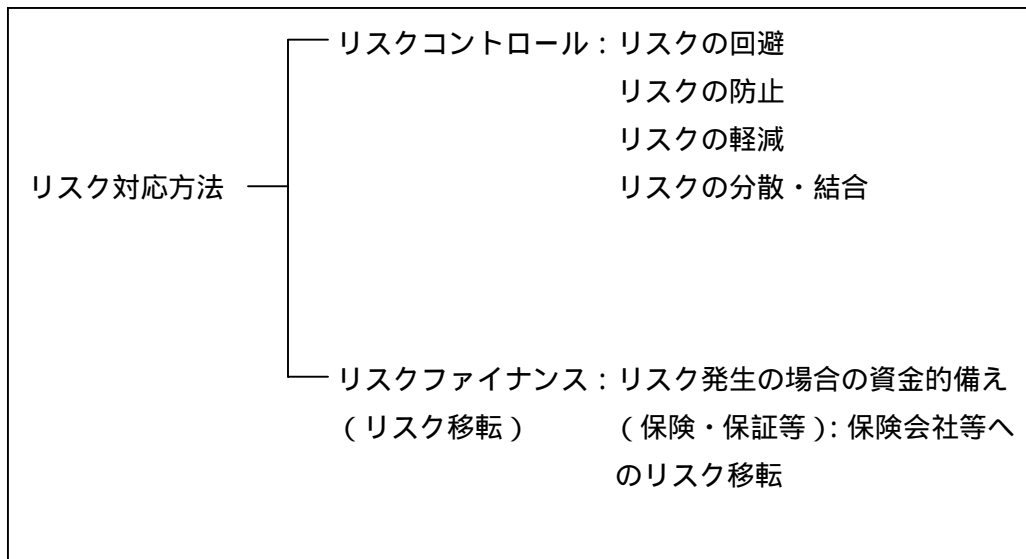 リスクコントロール：リスクの回避
リスクの防止
リスクの軽減
リスク対応方法
リスクの分散・結合
リスクファイナンス：リスク発生の場合の資金的備え
（リスク移転）　（保険・保証等）：保険会社等へ
のリスク移転